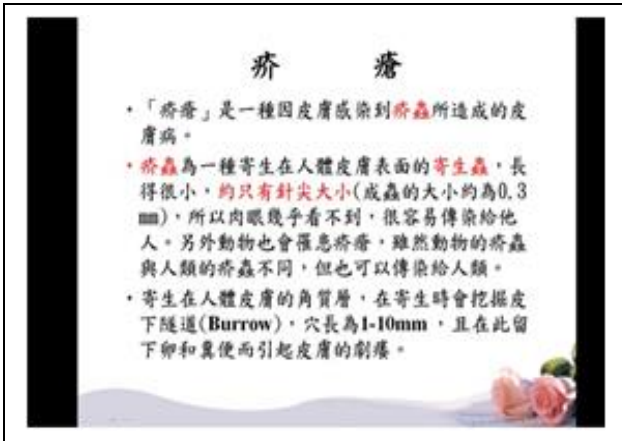 疥 瘡
•「疥瘡」是一種因皮膚感染到疥蟲所造成的皮
膚病。
•疥蟲為一種寄生在人體皮膚表面的寄生蟲，長
得很小，約只有針尖大小(成蟲的大小約為0.3
mm)，所以肉眼幾乎看不到，很容易傳染給他
人。另外動物也會罹患疥瘡，雖然動物的疥蟲
與人類的疥蟲不同，但也可以傳染給人類。
•寄生在人體皮膚的角質層，在寄生時會挖掘皮
下隧道(Burrow)，穴長為1-10mm，且在此留
下卵和糞便而引起皮膚的劇癢。